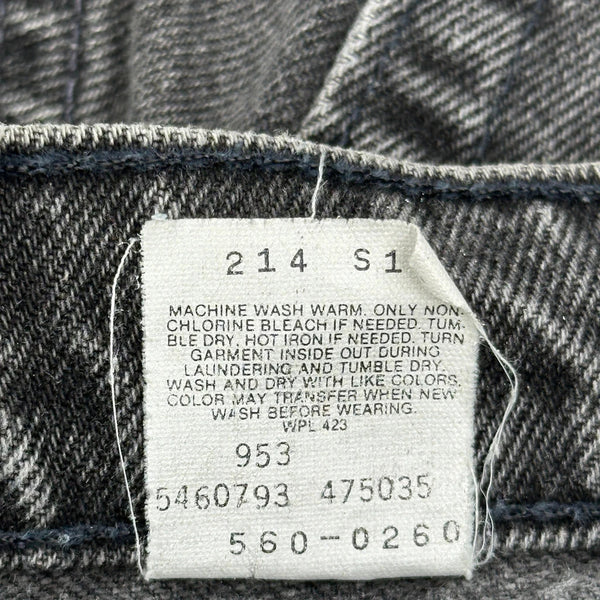 214 S1
MACHINE WASH WARM. ONLY NON-
CHLORINE BLEACH IF NEEDED. TUM-
BLE DRY. HOT IRON IF NEEDED. TURN
GARMENT INSIDE OUT DURING
LAUNDERING AND TUMBLE DRY.
WASH AND DRY WITH LIKE COLORS.
COLOR MAY TRANSFER WHEN NEW
WASH BEFORE WEARING.
WPL 423
953
5460793 475035
560-0260